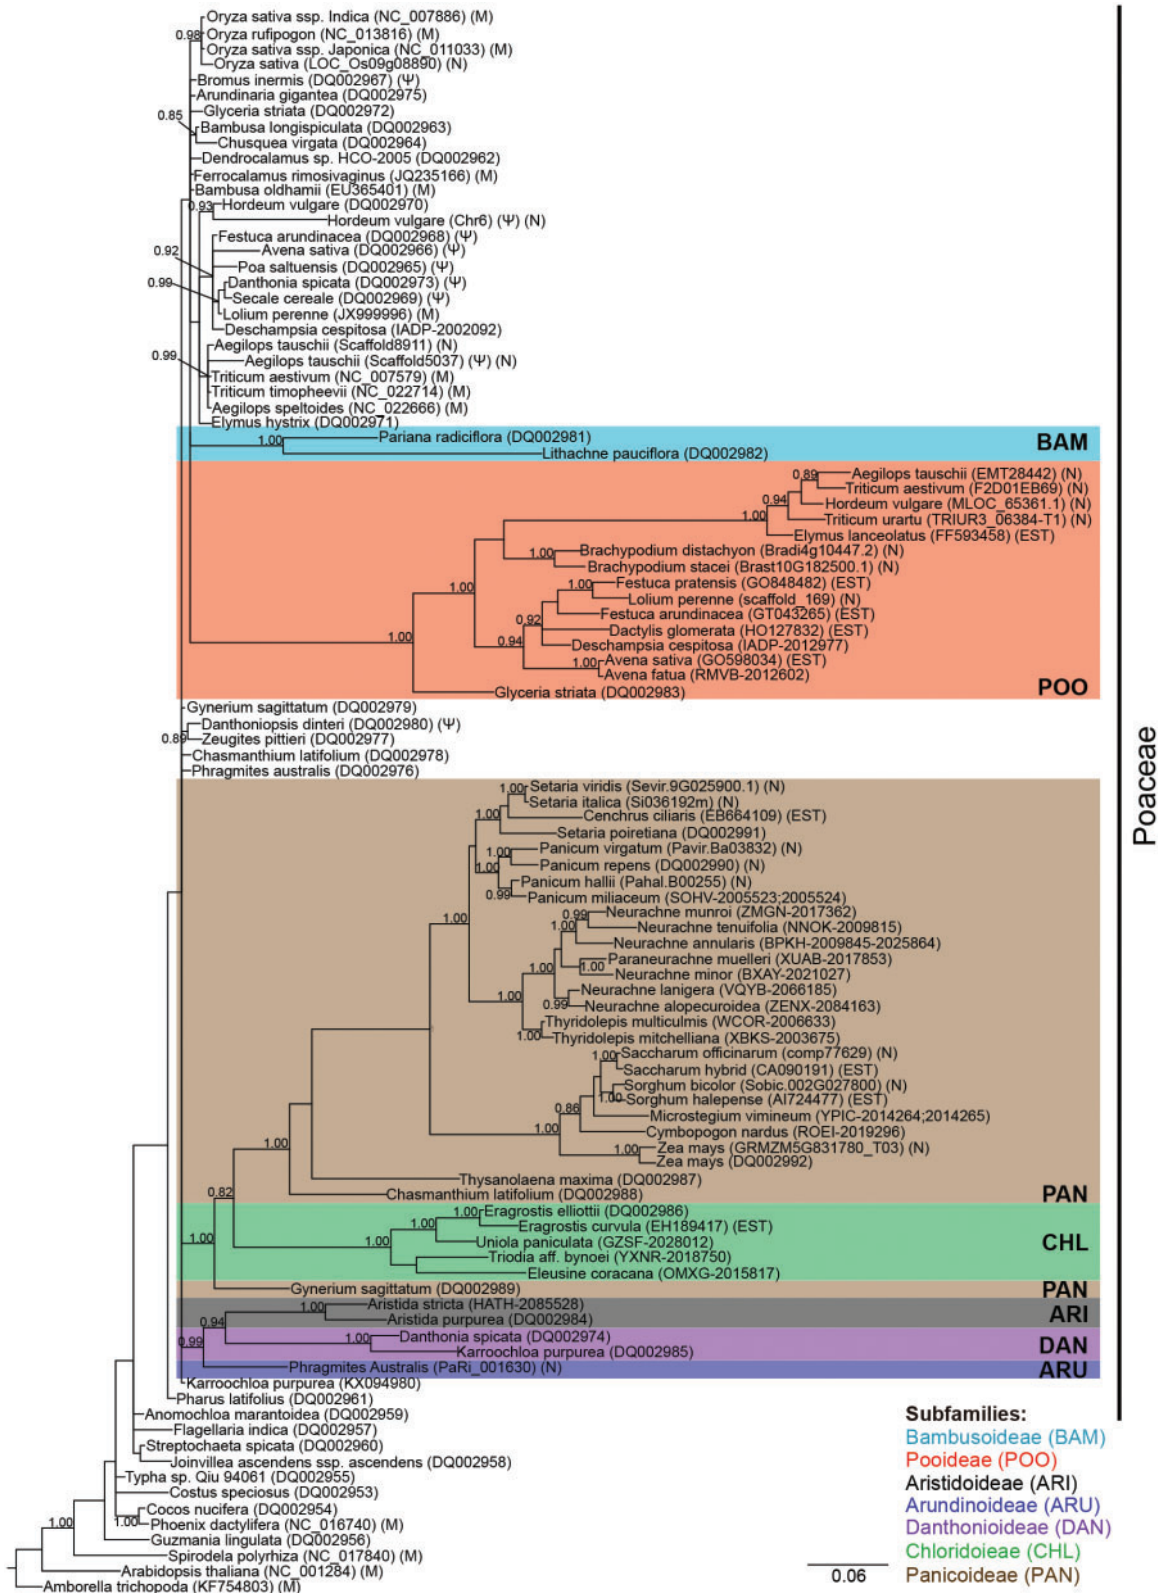 Oryza sativa ssp. Indica (NC_007886) (M)
0.98
Oryza rufipogon (NC_013816) (M)
Oryza sativa ssp. Japonica (NC_011033) (M)
Oryza sativa (LOC_Os09g08890) (N)
Bromus inermis (DQ002967) (Ψ)
Arundinaria gigantea (DQ002975)
Glyceria striata (DQ002972)
0.85
Bambusa longispiculata (DQ002963)
Chusquea virgata (DQ002964)
Dendrocalamus sp. HCO-2005 (DQ002962)
Ferrocalamus rimosivaginus (JQ235166) (M)
Bambusa oldhamii (EU365401) (M)
0.93
Hordeum vulgare (DQ002970)
Hordeum vulgare (Chr6) (Ψ) (N)
Festuca arundinacea (DQ002968) (Ψ)
0.92
Avena sativa (DQ002966) (Ψ)
Poa saltuensis (DQ002965) (Ψ)
0.99
Danthonia spicata (DQ002973) (Ψ)
Secale cereale (DQ002969) (Ψ)
Lolium perenne (JX999996) (M)
Deschampsia cespitosa (IADP-2002092)
Aegilops tauschii (Scaffold8911) (N)
0.99
Aegilops tauschii (Scaffold5037) (Ψ) (N)
Triticum aestivum (NC_007579) (M)
Triticum timopheevii (NC_022714) (M)
Aegilops speltoides (NC_022666) (M)
Elymus hystrix (DQ002971)
1.00
Pariana radiciflora (DQ002981)
BAM
Lithachne pauciflora (DQ002982)
0.89
Aegilops tauschii (EMT28442) (N)
Triticum aestivum (F2D01EB69) (N)
0.94
Hordeum vulgare (MLOC_65361.1) (N)
1.00
Triticum urartu (TRIUR3_06384-T1) (N)
Elymus lanceolatus (FF593458) (EST)
1.00
Brachypodium distachyon (Bradi4g10447.2) (N)
Brachypodium stacei (Brast10G182500.1) (N)
1.00
1.00
Festuca pratensis (GO848482) (EST)
Lolium perenne (scaffold_169) (N)
Festuca arundinacea (GT043265) (EST)
0.92
Dactylis glomerata (HO127832) (EST)
1.00
0.94
Deschampsia cespitosa (IADP-2012977)
1.00
Avena sativa (GO598034) (EST)
Avena fatua (RMVB-2012602)
Glyceria striata (DQ002983)
POO
Gynerium sagittatum (DQ002979)
Danthoniopsis dinteri (DQ002980) (Ψ)
0.89
Zeugites pittieri (DQ002977)
Chasmanthium latifolium (DQ002978)
Phragmites australis (DQ002976)
Poaceae
1.00
Setaria viridis (Sevir.9G025900.1) (N)
Setaria italica (Si036192m) (N)
1.00
Cenchrus ciliaris (EB664109) (EST)
Setaria poiretiana (DQ002991)
1.00
Panicum virgatum (Pavir.Ba03832) (N)
1.00
Panicum repens (DQ002990) (N)
Panicum hallii (Pahal.B00255) (N)
0.99
Panicum miliaceum (SOHV-2005523;2005524)
1.00
0.99
Neurachne munroi (ZMGN-2017362)
1.00
Neurachne tenuifolia (NNOK-2009815)
Neurachne annularis (BPKH-2009845-2025864)
Paraneurachne muelleri (XUAB-2017853)
1.00
1.00
Neurachne minor (BXAY-2021027)
1.00
Neurachne lanigera (VQYB-2066185)
0.99
Neurachne alopecuroidea (ZENX-2084163)
Thyridolepis multiculmis (WCOR-2006633)
1.00
Thyridolepis mitchelliana (XBKS-2003675)
1.00
Saccharum officinarum (comp77629) (N)
Saccharum hybrid (CA090191) (EST)
Sorghum bicolor (Sobic.002G027800) (N)
1.00
Sorghum halepense (AI724477) (EST)
0.86
Microstegium vimineum (YPIC-2014264;2014265)
1.00
Cymbopogon nardus (ROEI-2019296)
1.00
Zea mays (GRMZM5G831780_T03) (N)
1.00
Zea mays (DQ002992)
Thysanolaena maxima (DQ002987)
0.82
Chasmanthium latifolium (DQ002988)
PAN
1.00
Eragrostis elliottii (DQ002986)
1.00
Eragrostis curvula (EH189417) (EST)
1.00
1.00
Uniola paniculata (GZSF-2028012)
CHL
Triodia aff. bynoei (YXNR-2018750)
Eleusine coracana (OMXG-2015817)
Gynerium sagittatum (DQ002989)
PAN
1.00
Aristida stricta (HATH-2085528)
ARI
0.94
Aristida purpurea (DQ002984)
0.99
1.00
Danthonia spicata (DQ002974)
DAN
Karroochloa purpurea (DQ002985)
Phragmites Australis (PaRi_001630) (N)
ARU
Karroochloa purpurea (KX094980)
Pharus latifolius (DQ002961)
Anomochloa marantoidea (DQ002959)
Flagellaria indica (DQ002957)
Streptochaeta spicata (DQ002960)
Joinvillea ascendens ssp. ascendens (DQ002958)
Typha sp. Qiu 94061 (DQ002955)
Costus speciosus (DQ002953)
Cocos nucifera (DQ002954)
1.00
1.00
Phoenix dactylifera (NC_016740) (M)
Guzmania lingulata (DQ002956)
Spirodela polyrhiza (NC_017840) (M)
Arabidopsis thaliana (NC_001284) (M)
Amborella trichopoda (KF754803) (M)
Subfamilies:
Bambusoideae (BAM)
Pooideae (POO)
Aristidoideae (ARI)
Arundinoideae (ARU)
Danthonioideae (DAN)
Chloridoieae (CHL)
Panicoideae (PAN)
0.06